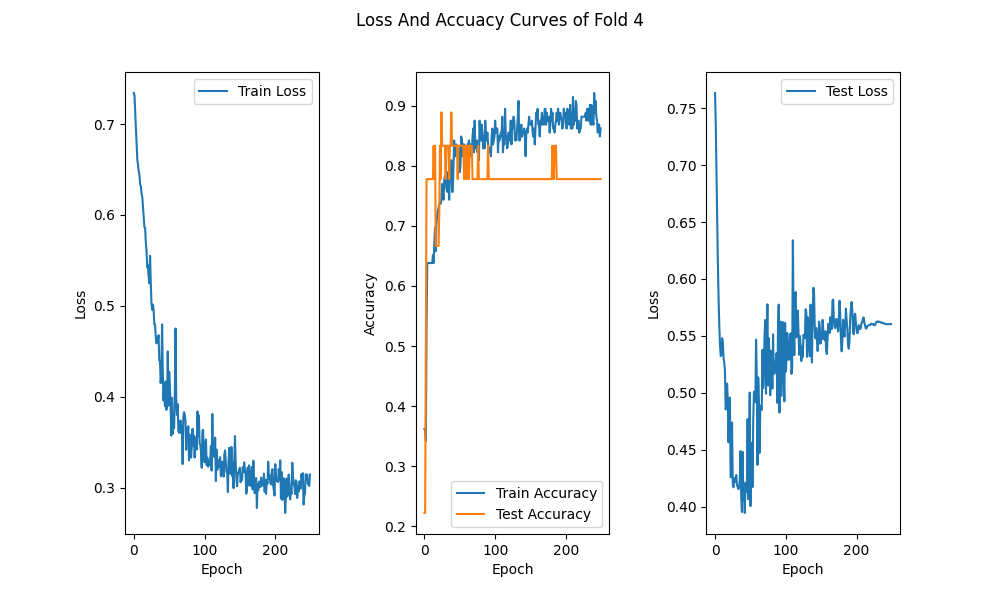 Loss And Accuacy Curves of Fold 4
Train Loss
0.7
0.6
0.5
0.4
0.3
Loss
0
100
200
Epoch
0.9
0.8
0.7
0.6
0.5
0.4
0.3
0.2
Accuracy
Train Accuracy
Test Accuracy
0
100
200
Epoch
Test Loss
0.75
0.70
0.65
0.60
0.55
0.50
0.45
0.40
Loss
0
100
200
Epoch